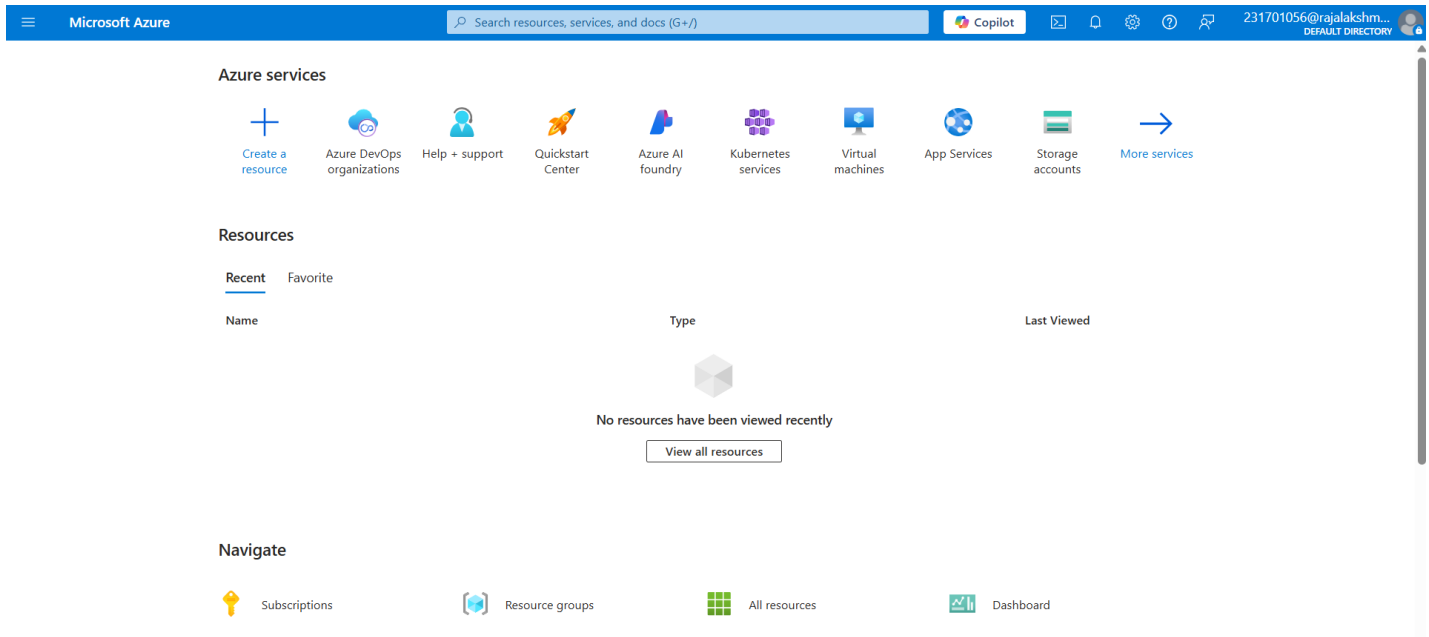 Microsoft Azure
Search resources, services, and docs (G+/)
Copilot
231701056@rajalakshm...
DEFAULT DIRECTORY
Azure services
Create a
resource
Azure DevOps
organizations
Help + support
Quickstart
Center
Azure AI
foundry
Kubernetes
services
Virtual
machines
App Services
Storage
accounts
More services
Resources
Recent Favorite
Name Type Last Viewed
No resources have been viewed recently
View all resources
Navigate
Subscriptions Resource groups All resources Dashboard